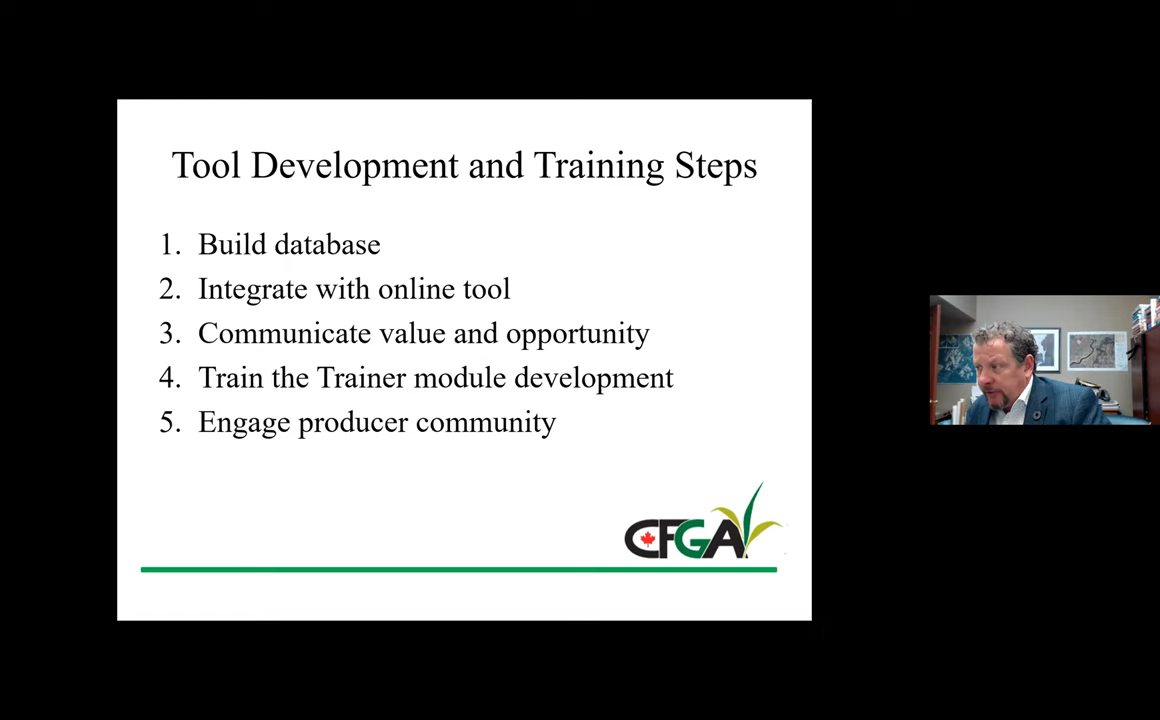 Tool Development and Training Steps
1. Build database
2. Integrate with online tool
3. Communicate value and opportunity
4. Train the Trainer module development
5. Engage producer community
CFGA